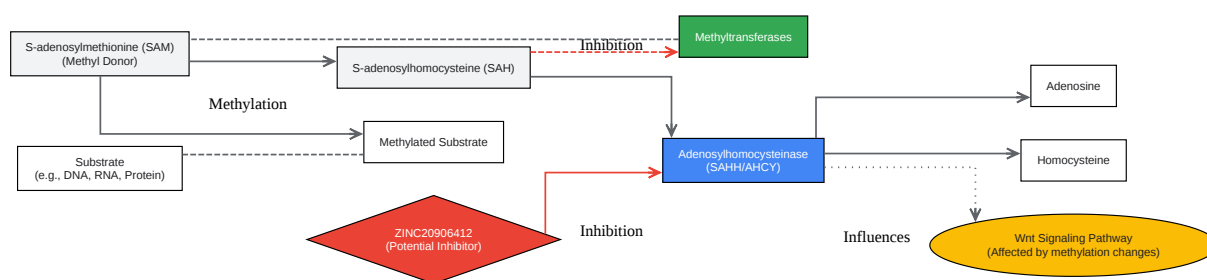 S-adenosylmethionine (SAM)
(Methyl Donor)
S-adenosylhomocysteine (SAH)
Inhibition
Methyltransferases
Methylation
Substrate
(e.g., DNA, RNA, Protein)
Methylated Substrate
Adenosylhomocysteinase
(SAHH/AHCY)
Adenosine
Homocysteine
ZINC20906412
(Potential Inhibitor)
Inhibition
Influences
Wnt Signaling Pathway
(Affected by methylation changes)